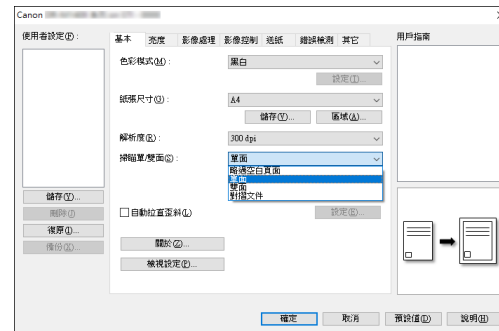 Canon
使用者設定(F) :
儲存(V)...
刪除(J)
復原(J)...
備份(X)...
基本 亮度 影像處理 影像控制 送紙 錯誤檢測 其它
色彩模式(M) :
黑白
設定(I)...
紙張尺寸(G) :
A4
儲存(Y)... 區域(A)...
解析度(R) :
300 dpi
掃瞄單/雙面(S) :
單面
略過空白頁面
單面
雙面
對摺文件
自動拉直歪斜(L)
設定(E)...
關於(Z)...
檢視設定(P)...
用戶指南
確定 取消 預設值(D) 說明(H)